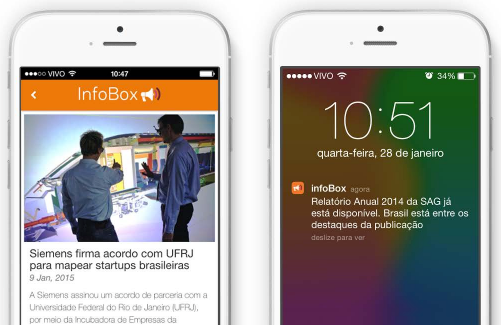 VIVO 10:47
InfoBox
Siemens firma acordo com UFRJ
para mapear startups brasileiras
9 Jan, 2015
A Siemens assinou um acordo de parceria com a
Universidade Federal do Rio de Janeiro (UFRJ),
por meio da Incubadora de Empresas da
VIVO 34%
10:51
quarta-feira, 28 de janeiro
infoBox agora
Relatório Anual 2014 da SAG já
está disponível. Brasil está entre os
destaques da publicação
deslize para ver